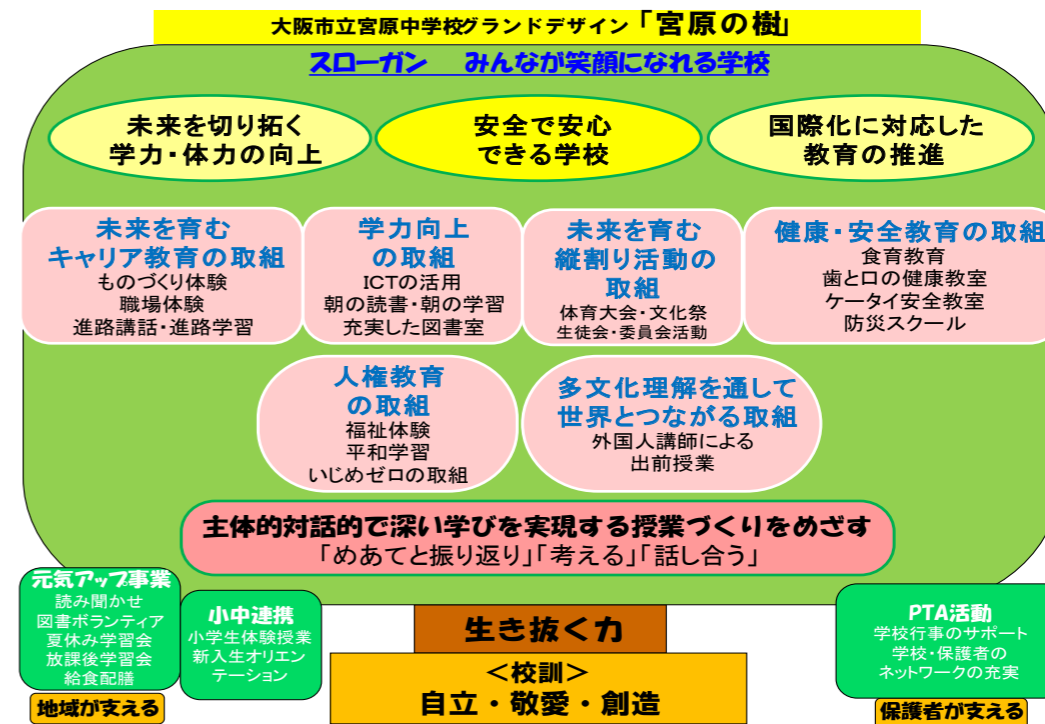 大阪市立宮原中学校グランドデザイン「宮原の樹」
スローガン　みんなが笑顔になれる学校
未来を切り拓く
学力・体力の向上
安全で安心
できる学校
国際化に対応した
教育の推進
未来を育む
キャリア教育の取組
ものづくり体験
職場体験
進路講話・進路学習
学力向上
の取組
ICTの活用
朝の読書・朝の学習
充実した図書室
未来を育む
縦割り活動の
取組
体育大会・文化祭
生徒会・委員会活動
健康・安全教育の取組
食育教育
歯と口の健康教室
ケータイ安全教室
防災スクール
人権教育
の取組
福祉体験
平和学習
いじめゼロの取組
多文化理解を通して
世界とつながる取組
外国人講師による
出前授業
主体的対話的で深い学びを実現する授業づくりをめざす
「めあてと振り返り」「考える」「話し合う」
元気アップ事業
読み聞かせ
図書ボランティア
夏休み学習会
放課後学習会
給食配膳
地域が支える
小中連携
小学生体験授業
新入生オリエン
テーション
生き抜く力
＜校訓＞
自立・敬愛・創造
PTA活動
学校行事のサポート
学校・保護者の
ネットワークの充実
保護者が支える